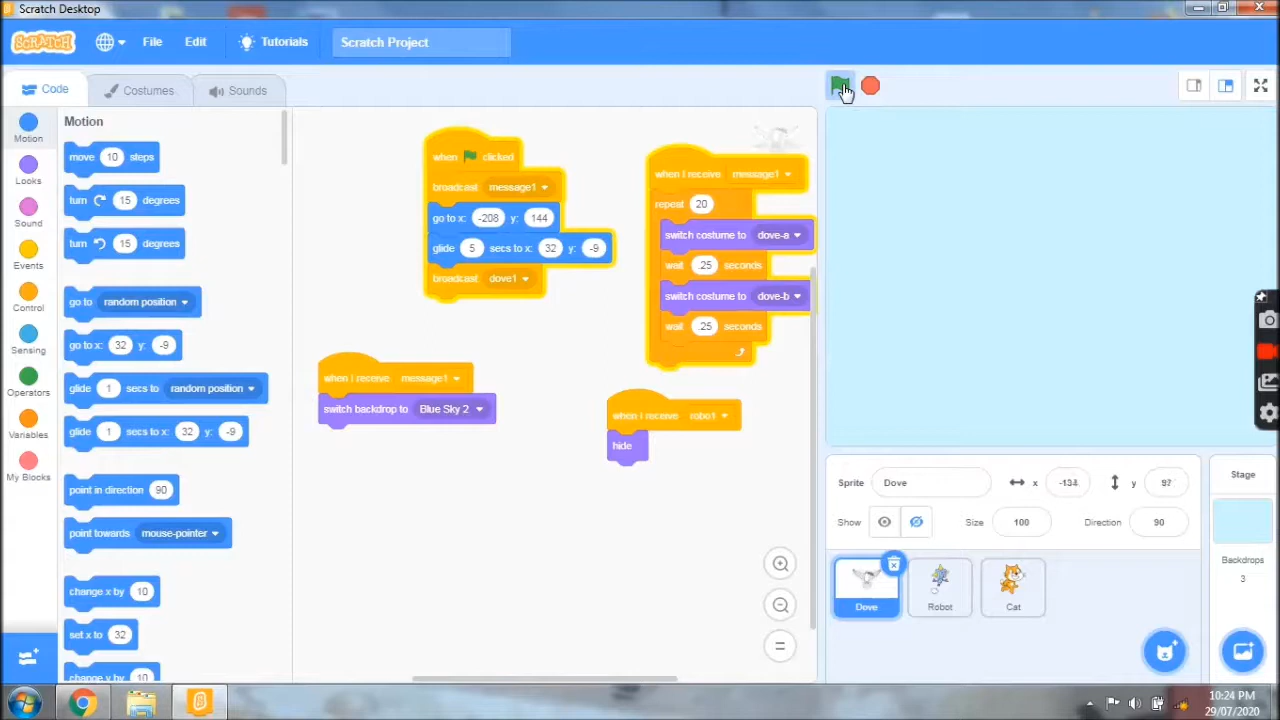 Scratch Desktop
SCRATCH File Edit Tutorials Scratch Project
Code Costumes Sounds
Motion
Looks
Sound
Events
Control
Sensing
Operators
Variables
My Blocks
Motion
move 10 steps
turn 15 degrees
turn 15 degrees
go to random position
go to x: 32 y: -9
glide 1 secs to random position
glide 1 secs to x: 32 y: -9
point in direction 90
point towards mouse-pointer
change x by 10
set x to 32
change y by 10
when clicked
broadcast message1
go to x: -208 y: 144
glide 5 secs to x: 32 y: -9
broadcast dove1
when I receive message1
switch backdrop to Blue Sky 2
when I receive message1
repeat 20
switch costume to dove-a
wait .25 seconds
switch costume to dove-b
wait .25 seconds
when I receive robo1
hide
Sprite Dove x -134 y 97
Show Size 100 Direction 90
Dove Robot Cat
Stage
Backdrops
3
10:24 PM
29/07/2020